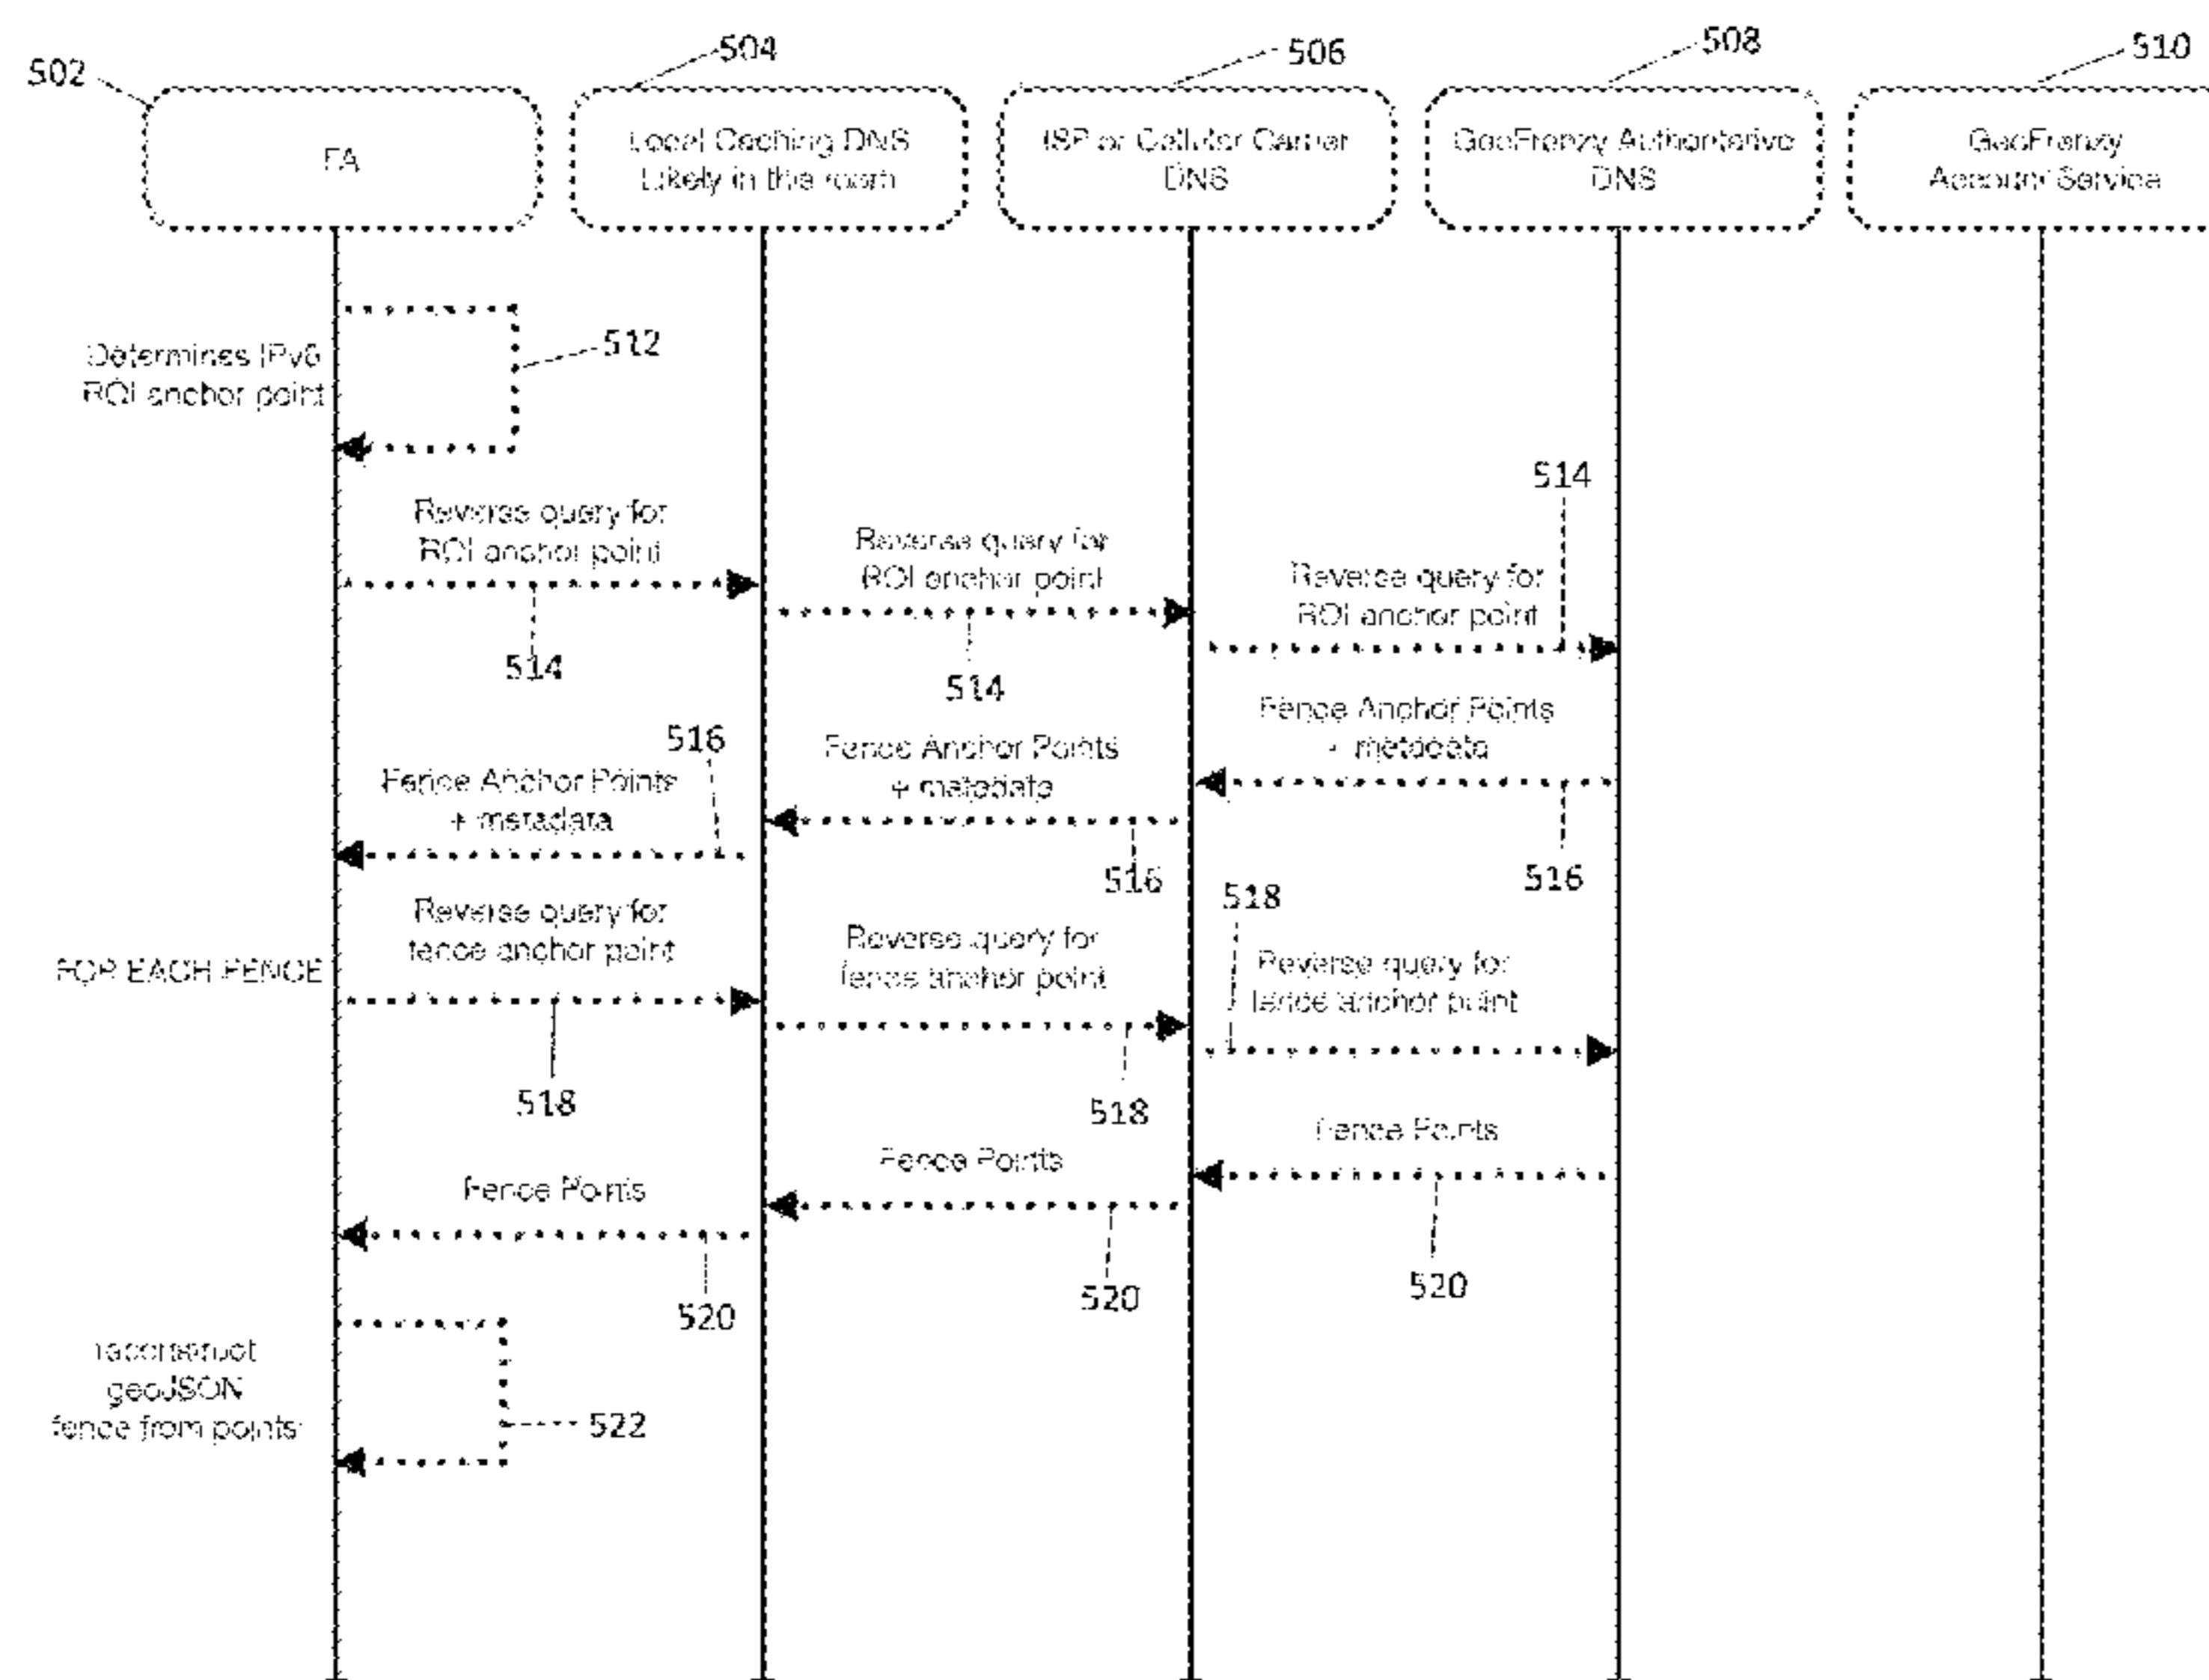 502
504
506
508
510
FA
Local Caching DNS
Likely in the room
ISP or Cellular Carrier
DNS
GeoFrenzy Authoritative
DNS
GeoFrenzy
Account Service
Determines IPv6
ROI anchor point
512
Reverse query for
ROI anchor point
514
Reverse query for
ROI anchor point
514
514
Reverse query for
ROI anchor point
Fence Anchor Points
+ metadata
516
Fence Anchor Points
+ metadata
516
516
Fence Anchor Points
+ metadata
FOR EACH FENCE
Reverse query for
fence anchor point
518
Reverse query for
fence anchor point
518
518
Reverse query for
fence anchor point
Fence Points
520
Fence Points
520
Fence Points
520
reconstruct
geoJSON
fence from points
522